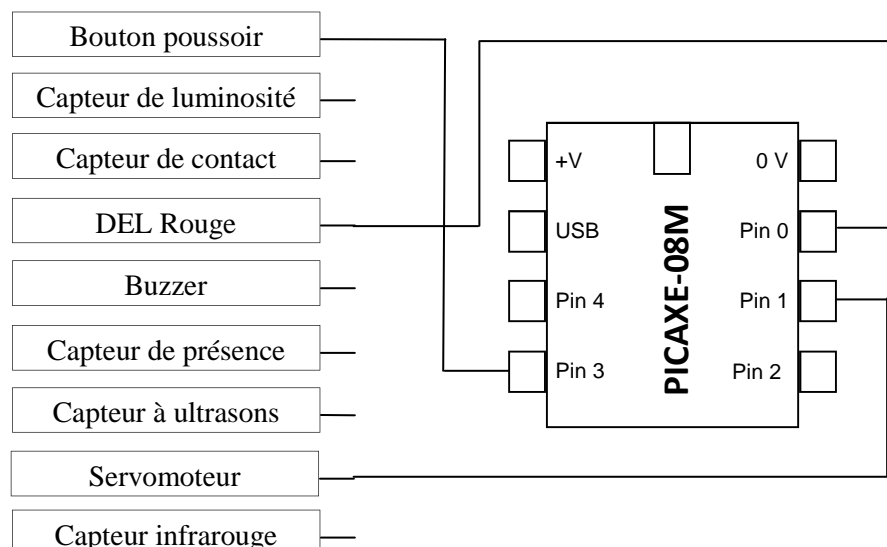 Bouton poussoir
Capteur de luminosité
Capteur de contact
DEL Rouge
Buzzer
Capteur de présence
Capteur à ultrasons
Servomoteur
Capteur infrarouge
+V
0 V
USB
Pin 0
Pin 4
Pin 1
Pin 3
Pin 2
PICAXE-08M